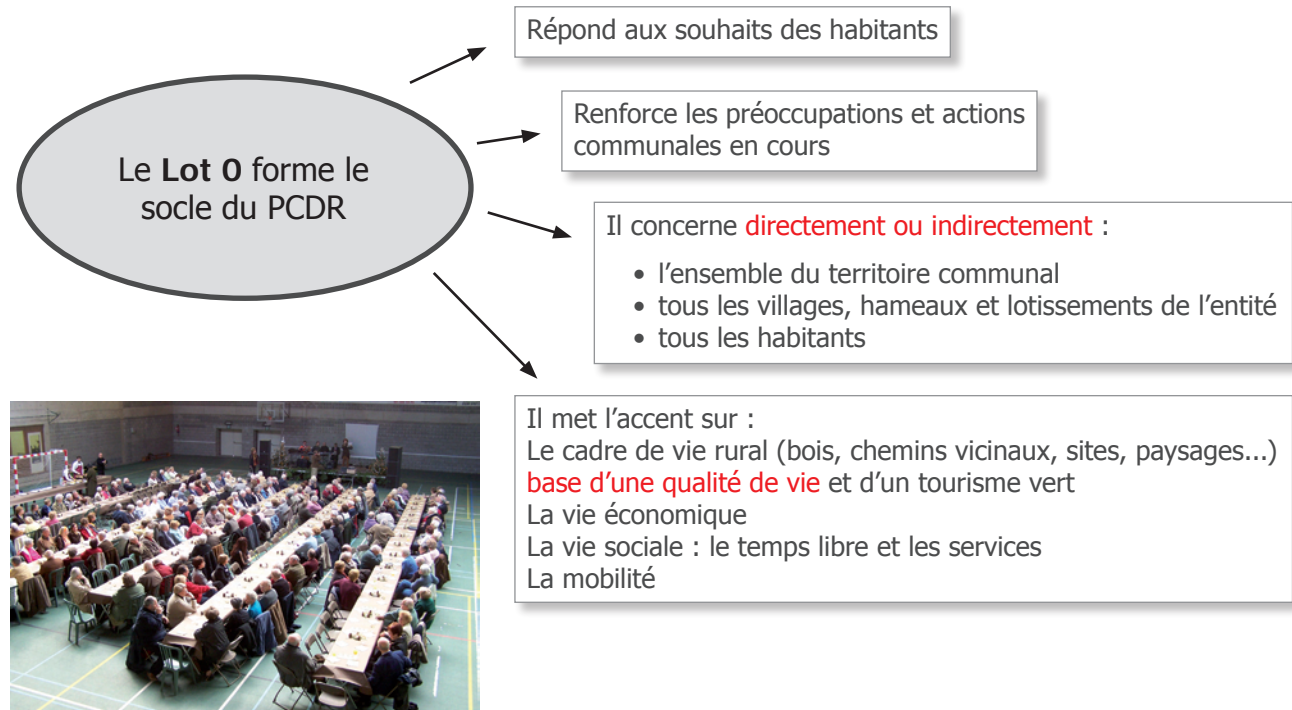 Répond aux souhaits des habitants
Le Lot 0 forme le
socle du PCDR
Renforce les préoccupations et actions
communales en cours
Il concerne directement ou indirectement :
• l’ensemble du territoire communal
• tous les villages, hameaux et lotissements de l’entité
• tous les habitants
Il met l’accent sur :
Le cadre de vie rural (bois, chemins vicinaux, sites, paysages...)
base d’une qualité de vie et d’un tourisme vert
La vie économique
La vie sociale : le temps libre et les services
La mobilité